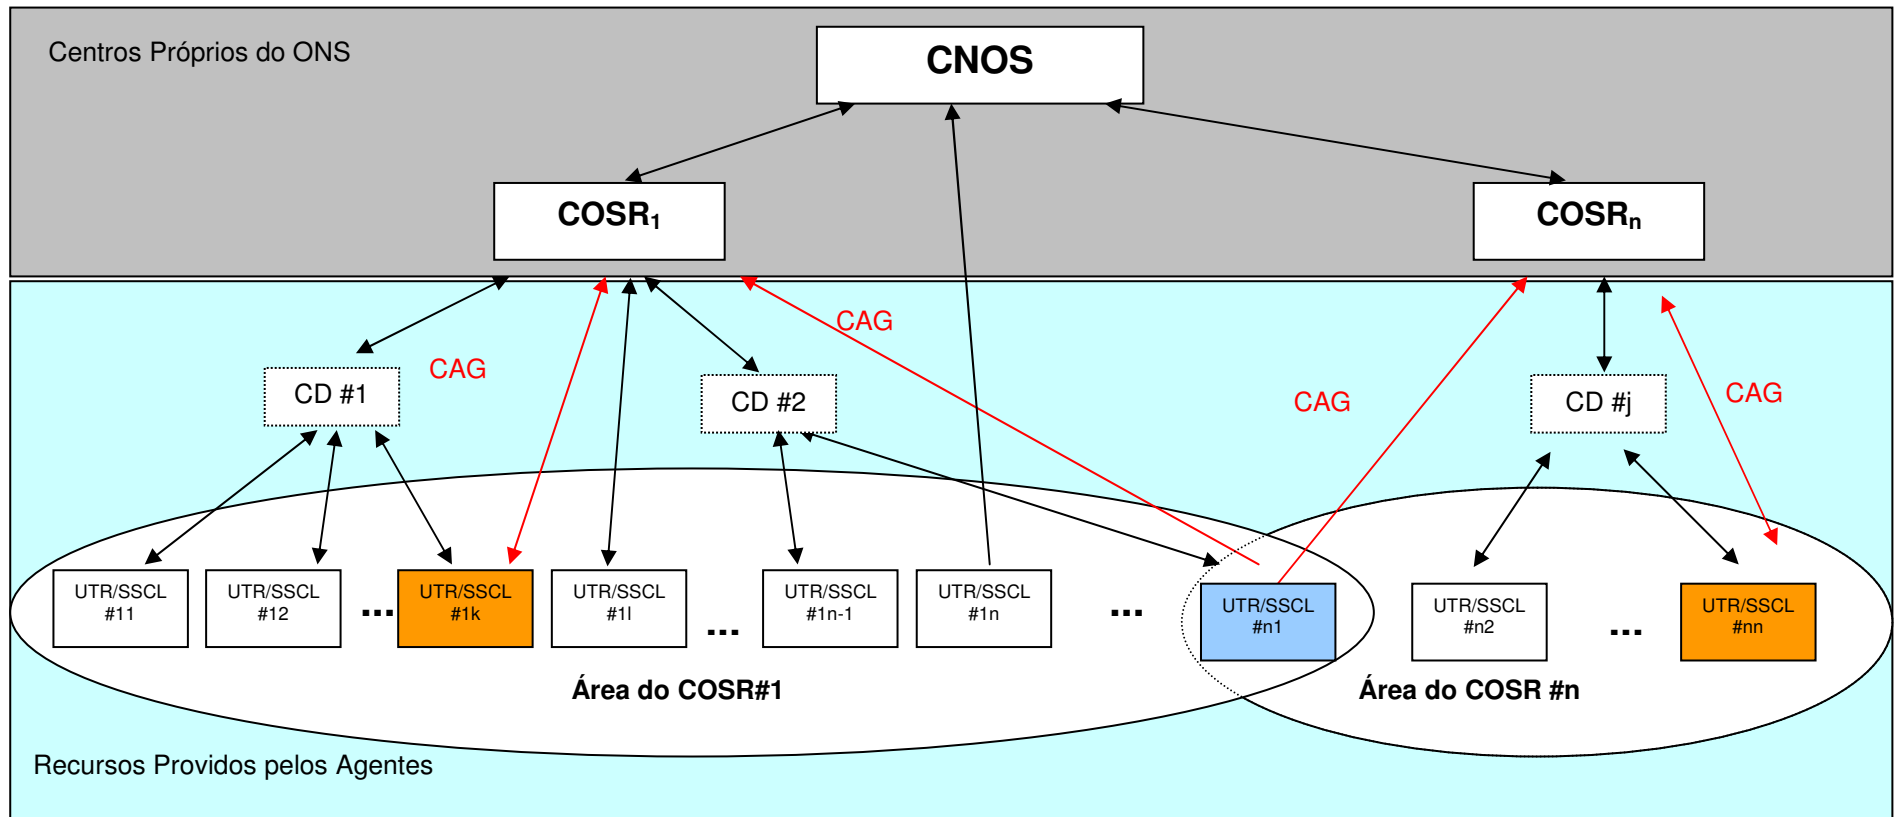 Centros Próprios do ONS
CNOS
COSR1
COSRn
CAG
CAG
CAG
CAG
CD #1
CD #2
CD #j
UTR/SSCL
#11
UTR/SSCL
#12
...
UTR/SSCL
#1k
UTR/SSCL
#1l
...
UTR/SSCL
#1n-1
UTR/SSCL
#1n
...
UTR/SSCL
#n1
UTR/SSCL
#n2
...
UTR/SSCL
#nn
Área do COSR#1
Área do COSR #n
Recursos Providos pelos Agentes